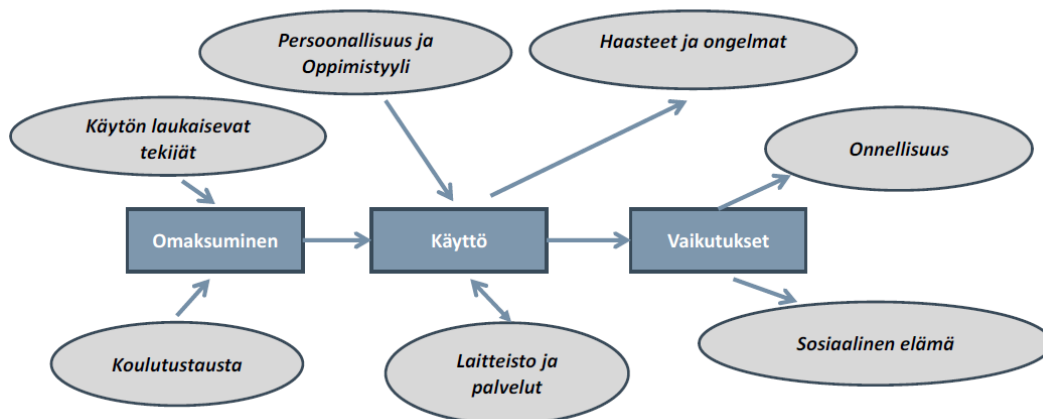 Persoonallisuus ja
Oppimistyyli
Haasteet ja ongelmat
Käytön laukaisevat
tekijät
Onnellisuus
Omaksuminen
Käyttö
Vaikutukset
Koulutustausta
Laitteisto ja
palvelut
Sosiaalinen elämä